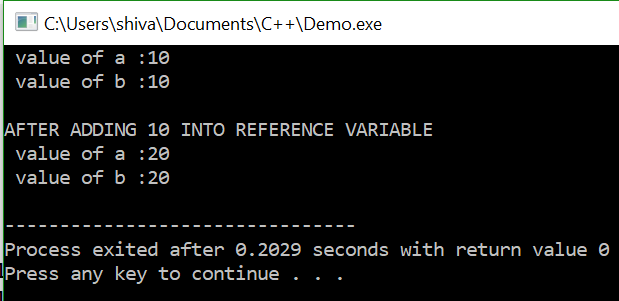 C:\Users\shiva\Documents\C++\Demo.exe
value of a :10
value of b :10
AFTER ADDING 10 INTO REFERENCE VARIABLE
value of a :20
value of b :20
--------------------------------
Process exited after 0.2029 seconds with return value 0
Press any key to continue . . .